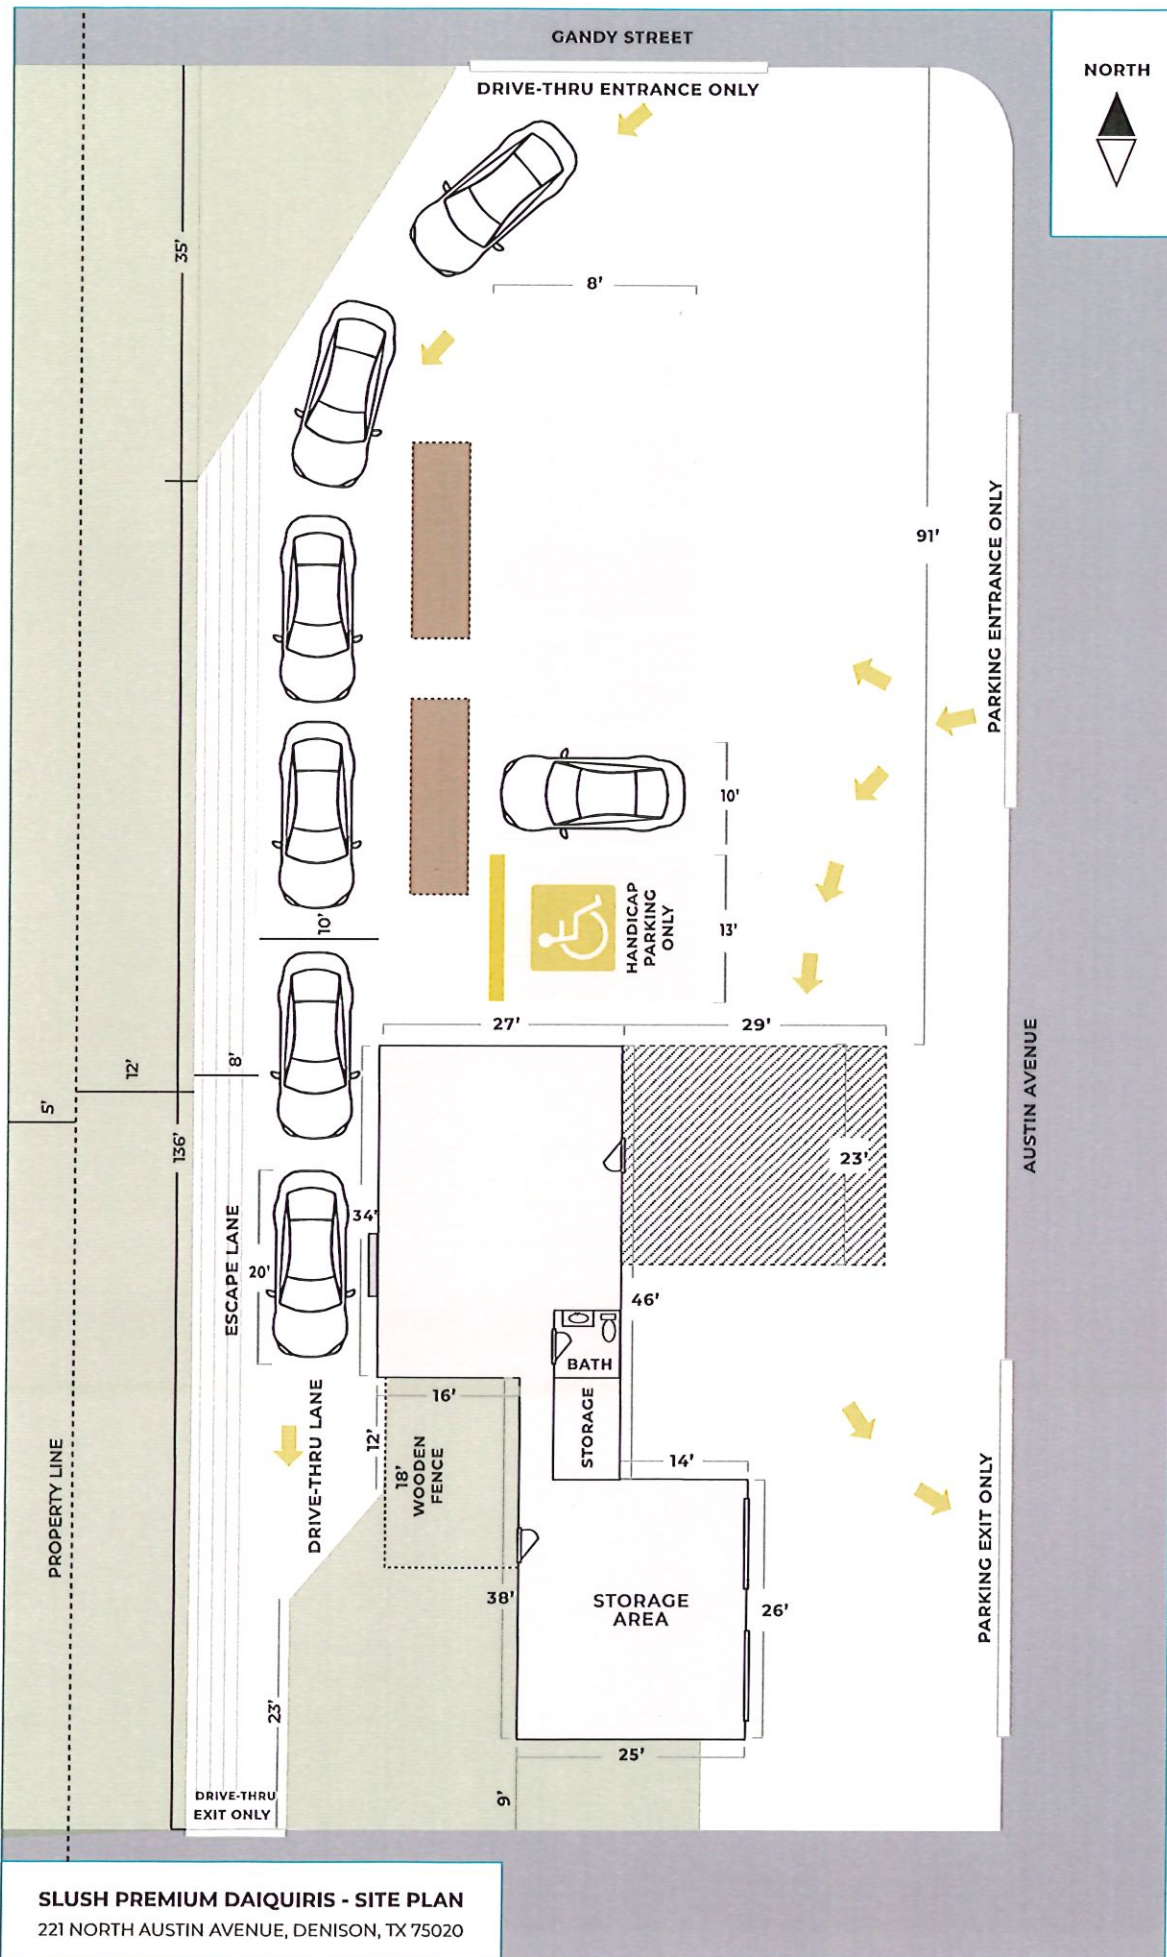 GANDY STREET
NORTH
DRIVE-THRU ENTRANCE ONLY
35'
8'
91'
PARKING ENTRANCE ONLY
10'
HANDICAP
PARKING
ONLY
13'
10'
27'
29'
8'
12'
5'
136'
AUSTIN AVENUE
23'
34'
ESCAPE LANE
20'
46'
BATH
16'
STORAGE
12'
18'
WOODEN
FENCE
14'
DRIVE-THRU LANE
PROPERTY LINE
PARKING EXIT ONLY
38'
STORAGE
AREA
26'
23'
25'
9'
DRIVE-THRU
EXIT ONLY
SLUSH PREMIUM DAIQUIRIS - SITE PLAN
221 NORTH AUSTIN AVENUE, DENISON, TX 75020